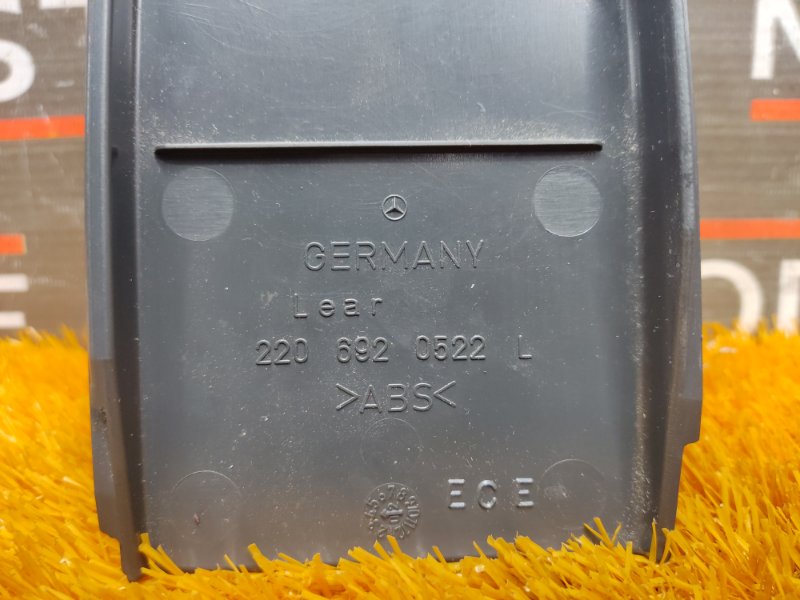 GERMANY
Lear
220 692 0522 L
>ABS<
ECE